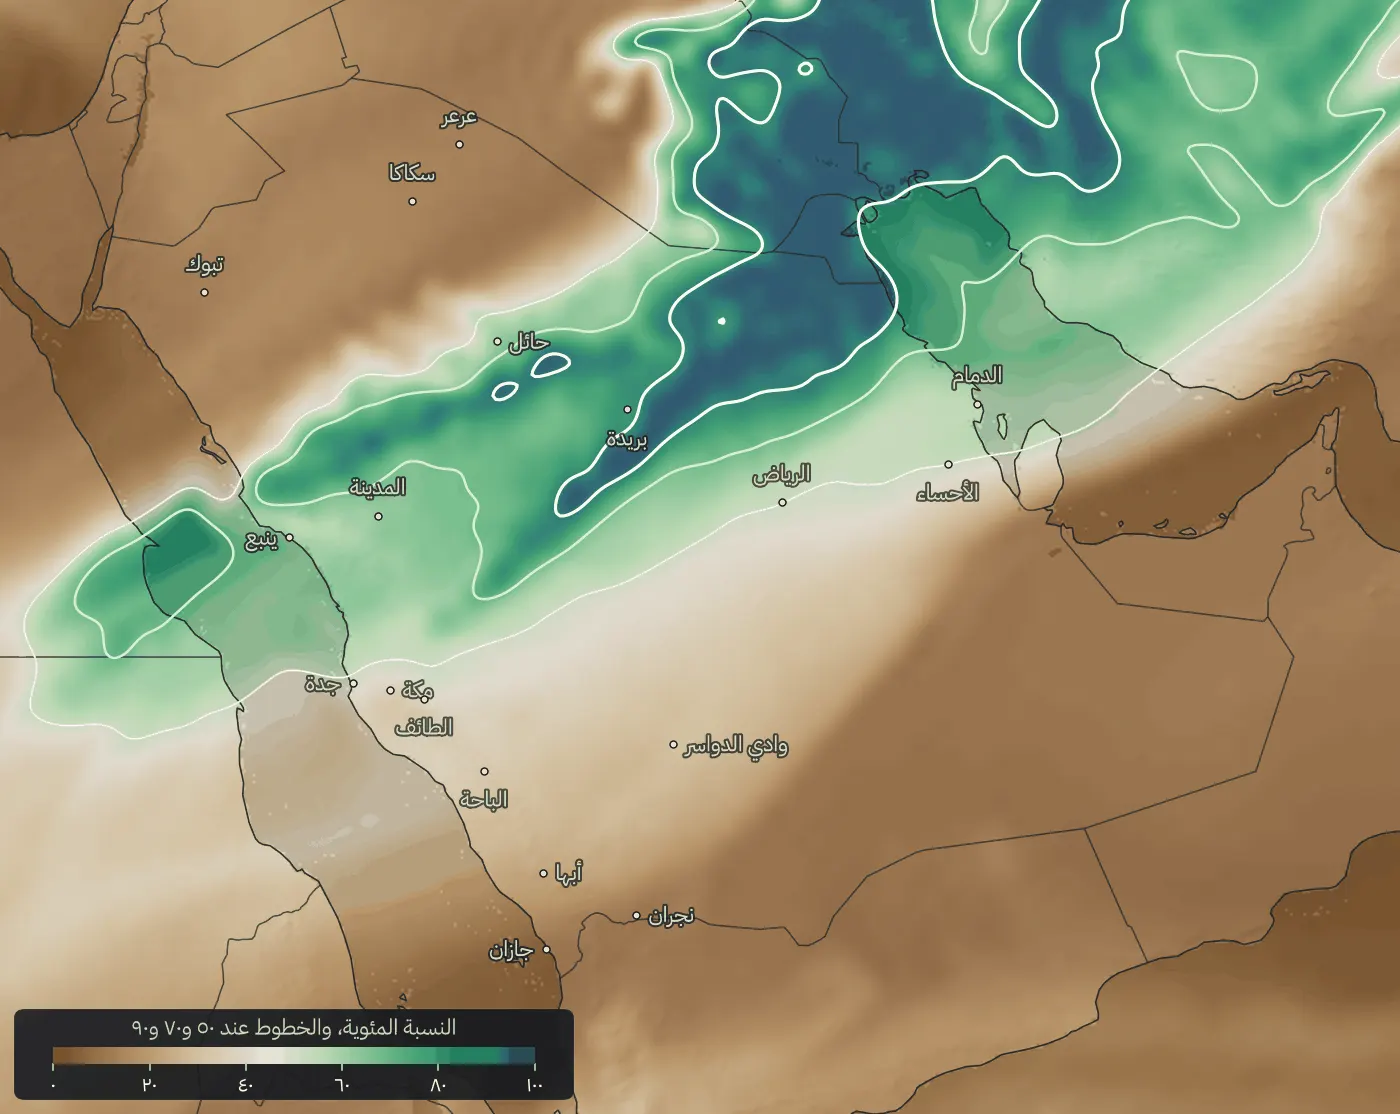 عرعر
سكاكا
تبوك
حائل
الدمام
بريدة
الرياض
المدينة
الأحساء
ينبع
جدة
مكة
الطائف
وادي الدواسر
الباحة
أبها
نجران
جازان
النسبة المئوية، والخطوط عند ٥٠ و٧٠ و٩٠
٠ ٢٠ ٤٠ ٦٠ ٨٠ ١٠٠